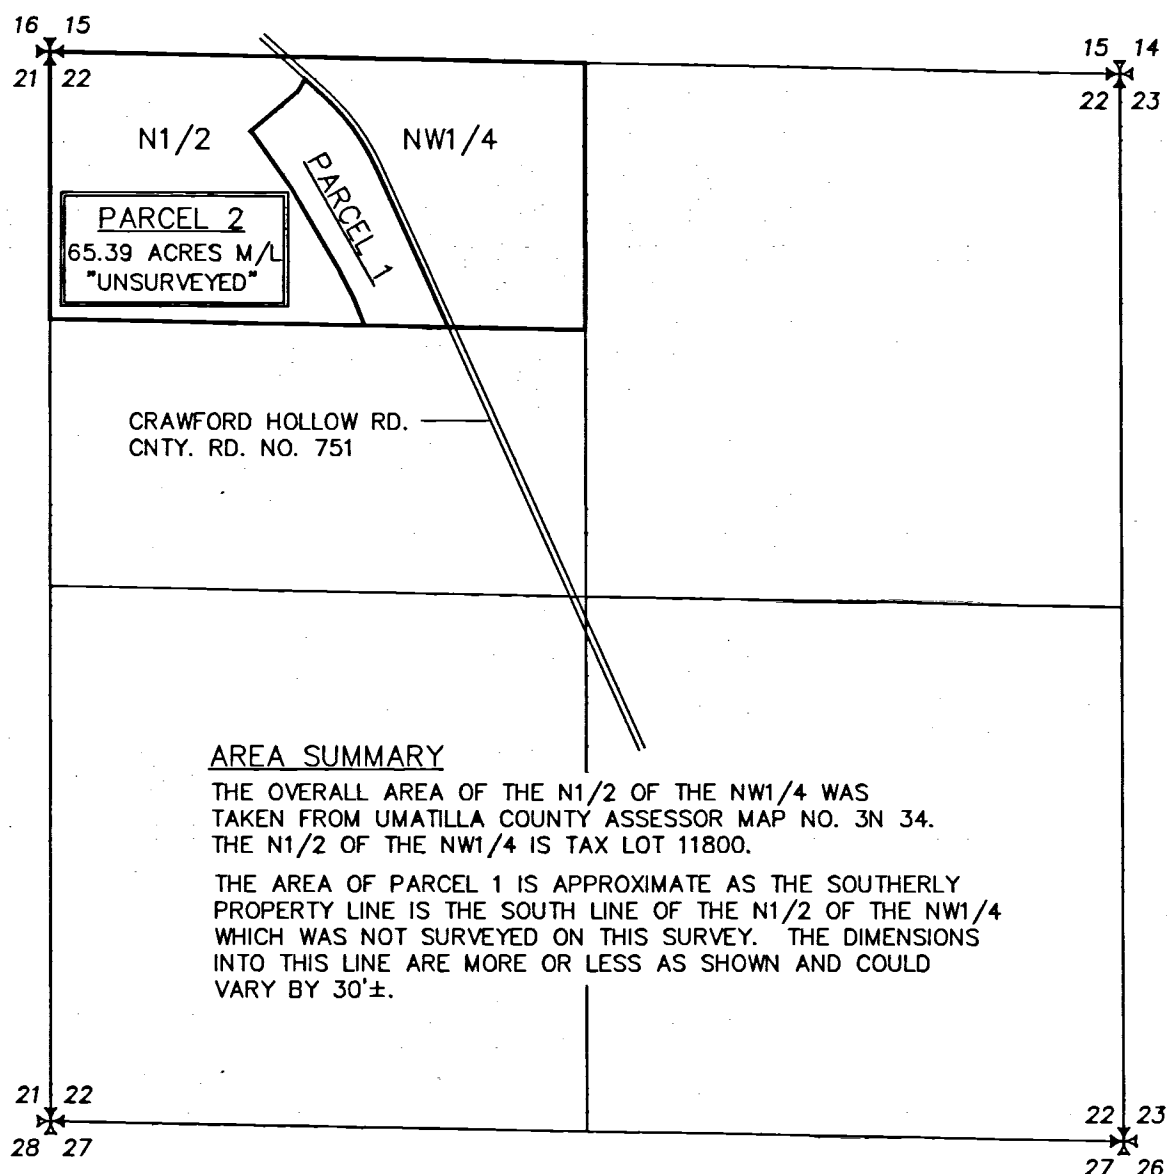 16 15
15 14
21 22
22 23
N1/2
NW1/4
PARCEL 1
PARCEL 2
65.39 ACRES M/L
"UNSURVEYED"
CRAWFORD HOLLOW RD.
CNTY. RD. NO. 751
AREA SUMMARY
THE OVERALL AREA OF THE N1/2 OF THE NW1/4 WAS
TAKEN FROM UMATILLA COUNTY ASSESSOR MAP NO. 3N 34.
THE N1/2 OF THE NW1/4 IS TAX LOT 11800.
THE AREA OF PARCEL 1 IS APPROXIMATE AS THE SOUTHERLY
PROPERTY LINE IS THE SOUTH LINE OF THE N1/2 OF THE NW1/4
WHICH WAS NOT SURVEYED ON THIS SURVEY. THE DIMENSIONS
INTO THIS LINE ARE MORE OR LESS AS SHOWN AND COULD
VARY BY 30'±.
21 22
22 23
28 27
27 26